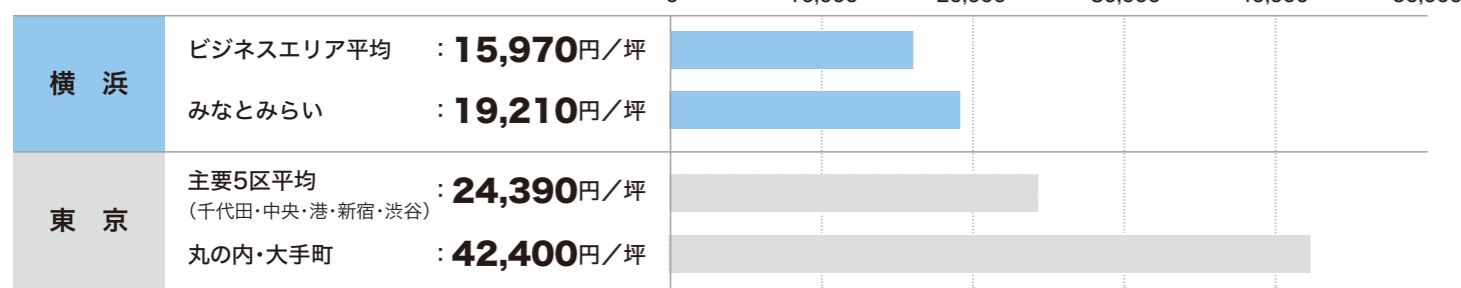 横 浜
ビジネスエリア平均 : 15,970円／坪
みなとみらい : 19,210円／坪
東 京
主要5区平均 : 24,390円／坪
（千代田・中央・港・新宿・渋谷）
丸の内・大手町 : 42,400円／坪